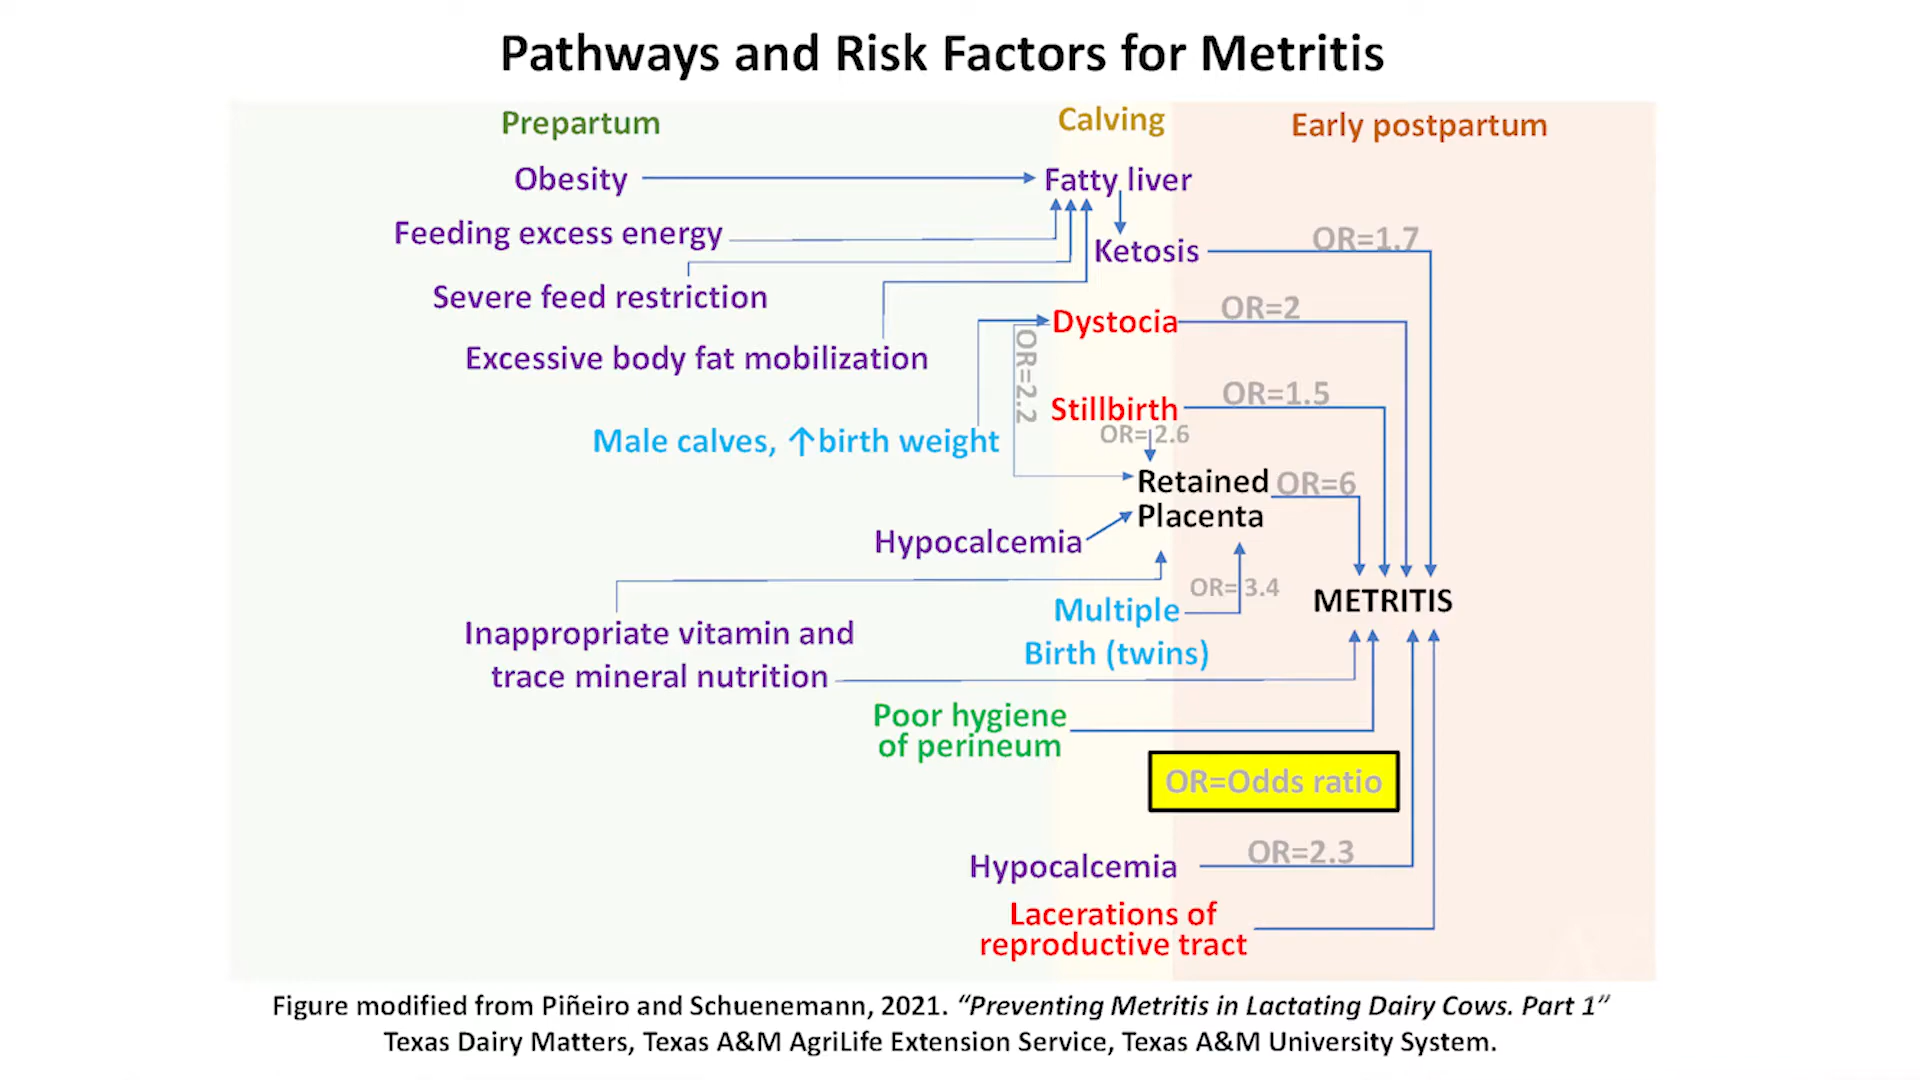 Pathways and Risk Factors for Metritis
Prepartum
Calving
Early postpartum
Obesity
Fatty liver
Feeding excess energy
Ketosis
OR=1.7
Severe feed restriction
Dystocia
OR=2
OR=2.2
Excessive body fat mobilization
Stillbirth
OR=1.5
OR= 2.6
Male calves, ↑birth weight
Retained
Placenta
OR=6
Hypocalcemia
OR= 3.4
METRITIS
Multiple
Birth (twins)
Inappropriate vitamin and
trace mineral nutrition
Poor hygiene
of perineum
OR=Odds ratio
Hypocalcemia
OR=2.3
Lacerations of
reproductive tract
Figure modified from Piñeiro and Schuenemann, 2021. “Preventing Metritis in Lactating Dairy Cows. Part 1”
Texas Dairy Matters, Texas A&M AgriLife Extension Service, Texas A&M University System.